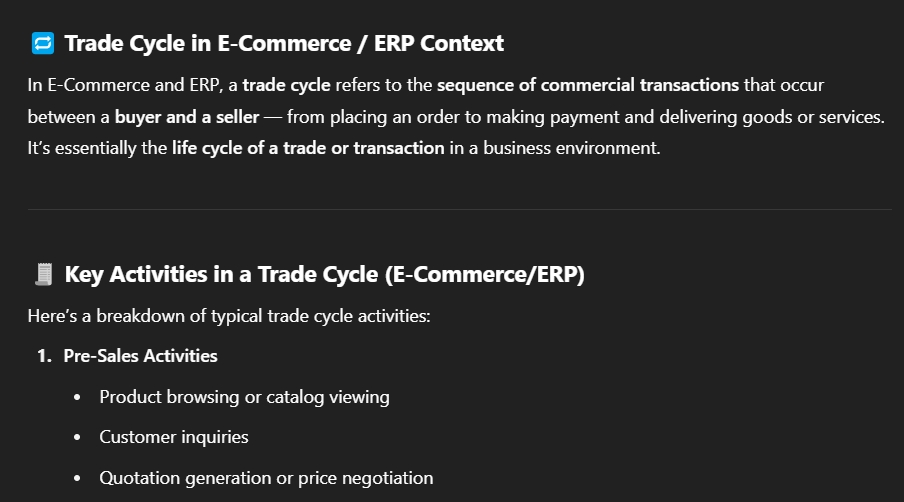 🔁 Trade Cycle in E-Commerce / ERP Context
In E-Commerce and ERP, a trade cycle refers to the sequence of commercial transactions that occur
between a buyer and a seller — from placing an order to making payment and delivering goods or services.
It’s essentially the life cycle of a trade or transaction in a business environment.
🧾 Key Activities in a Trade Cycle (E-Commerce/ERP)
Here’s a breakdown of typical trade cycle activities:
1. Pre-Sales Activities
• Product browsing or catalog viewing
• Customer inquiries
• Quotation generation or price negotiation